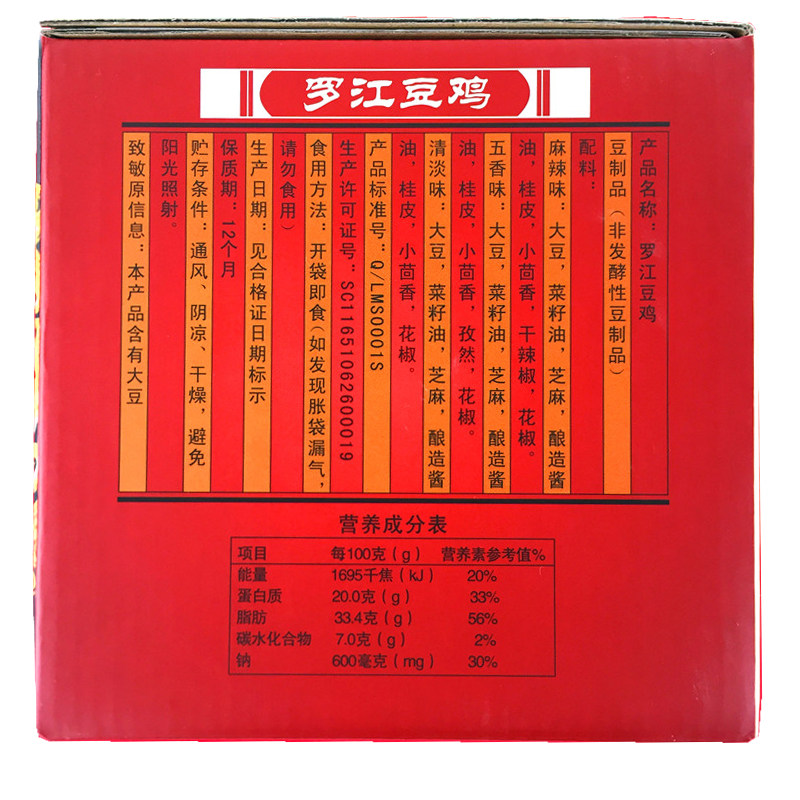 罗江豆鸡
产品名称：罗江豆鸡
豆制品（非发酵性豆制品）
配料：
麻辣味：大豆，菜籽油，芝麻，酿造酱
油，桂皮，小茴香，干辣椒，花椒。
五香味：大豆，菜籽油，芝麻，酿造酱
油，桂皮，小茴香，孜然，花椒。
清淡味：大豆，菜籽油，芝麻，酿造酱
油，桂皮，小茴香，花椒。
产品标准号：Q/LMS0001S
生产许可证号：SC11651062600019
食用方法：开袋即食（如发现胀袋漏气，
请勿食用）
生产日期：见合格证日期标示
保质期：12个月
贮存条件：通风、阴凉、干燥，避免
阳光照射。
致敏原信息：本产品含有大豆
营养成分表
项目 每100克（g） 营养素参考值%
能量 1695千焦（kJ） 20%
蛋白质 20.0克（g） 33%
脂肪 33.4克（g） 56%
碳水化合物 7.0克（g） 2%
钠 600毫克（mg） 30%